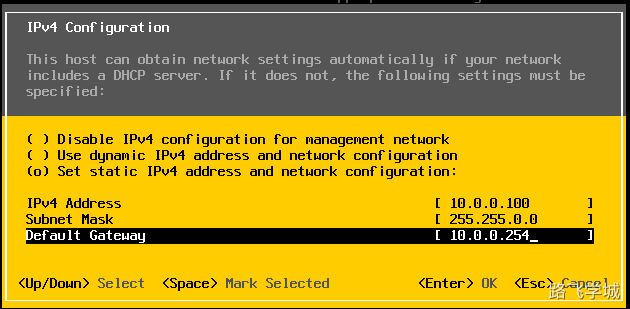 IPv4 Configuration
This host can obtain network settings automatically if your network
includes a DHCP server. If it does not, the following settings must be
specified:
( ) Disable IPv4 configuration for management network
( ) Use dynamic IPv4 address and network configuration
(o) Set static IPv4 address and network configuration:
IPv4 Address [ 10.0.0.100 ]
Subnet Mask [ 255.255.0.0 ]
Default Gateway [ 10.0.0.254_ ]
<Up/Down> Select <Space> Mark Selected <Enter> OK <Esc> Cancel
路飞学城